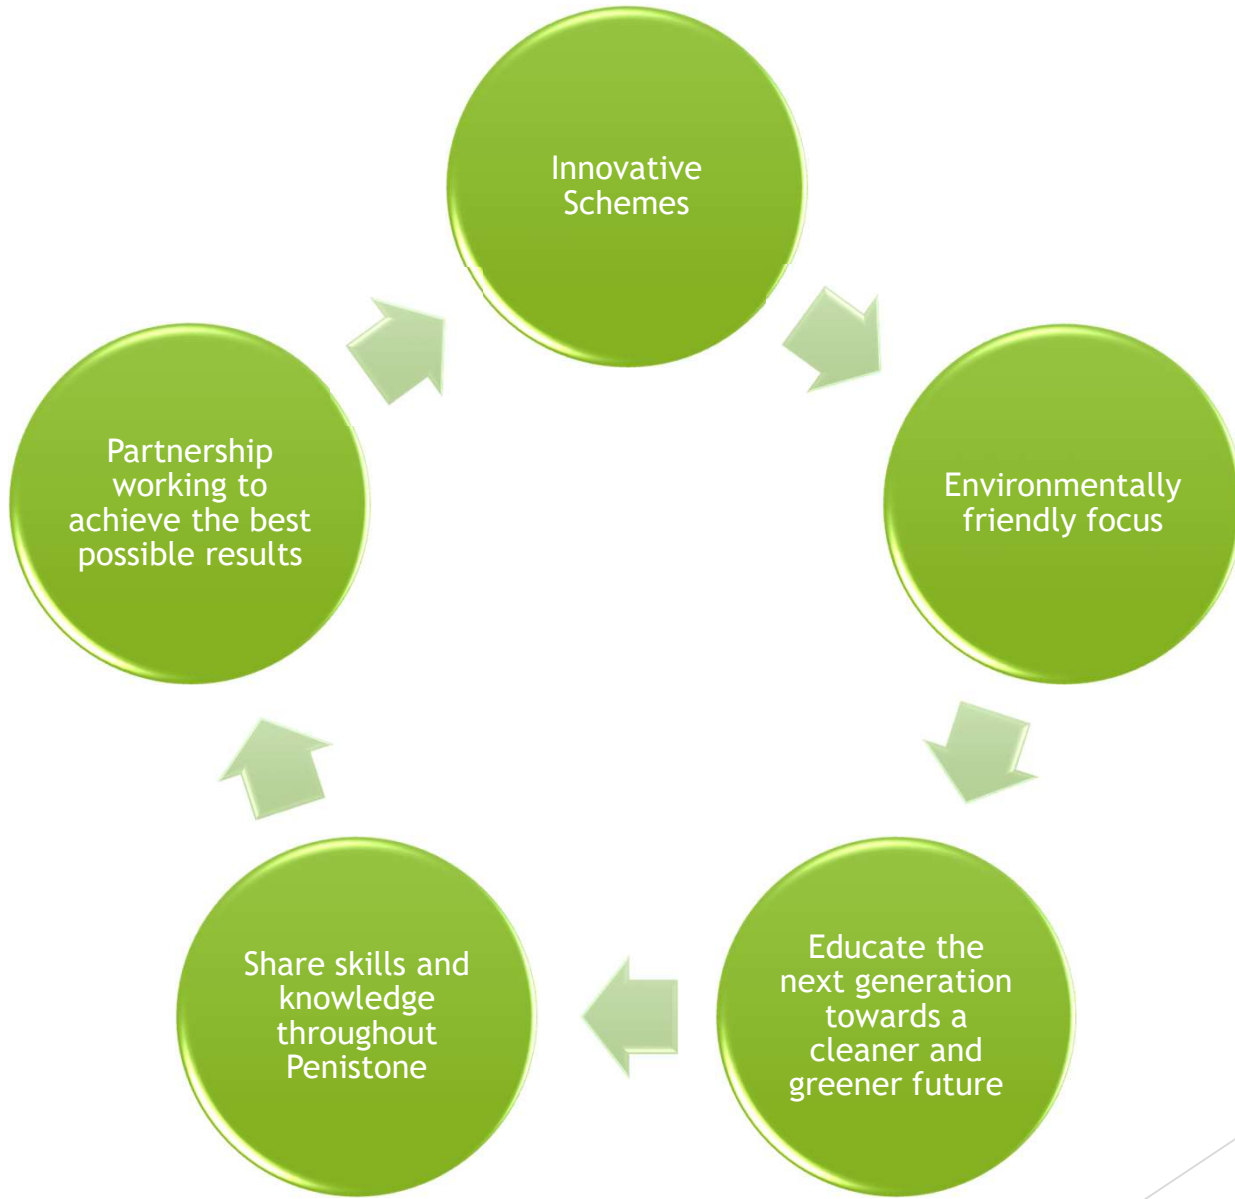 Innovative
Schemes
Environmentally
friendly focus
Educate the
next generation
towards a
cleaner and
greener future
Share skills and
knowledge
throughout
Penistone
Partnership
working to
achieve the best
possible results